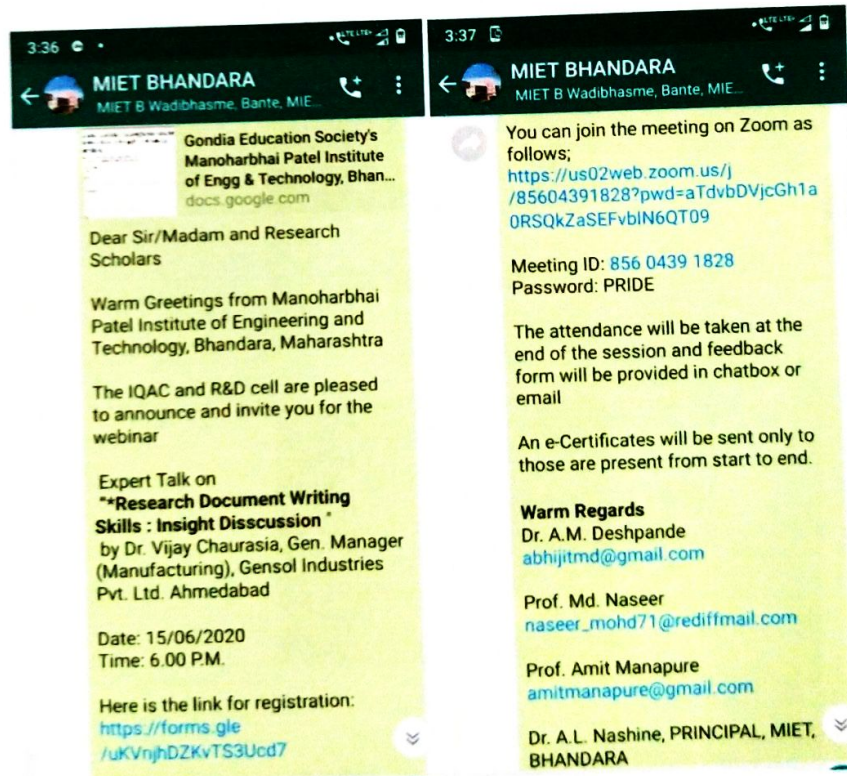 3:36
MIET BHANDARA
MIET B Wadibhasme, Bante, MIE...
Gondia Education Society's
Manoharbhai Patel Institute
of Engg & Technology, Bhan...
docs.google.com
Dear Sir/Madam and Research
Scholars
Warm Greetings from Manoharbhai
Patel Institute of Engineering and
Technology, Bhandara, Maharashtra
The IQAC and R&D cell are pleased
to announce and invite you for the
webinar
Expert Talk on
"*Research Document Writing
Skills : Insight Disscussion "
by Dr. Vijay Chaurasia, Gen. Manager
(Manufacturing), Gensol Industries
Pvt. Ltd. Ahmedabad
Date: 15/06/2020
Time: 6.00 P.M.
Here is the link for registration:
https://forms.gle
/uKVnjhDZKvTS3Ucd7
3:37
MIET BHANDARA
MIET B Wadibhasme, Bante, MIE...
You can join the meeting on Zoom as
follows;
https://us02web.zoom.us/j
/85604391828?pwd=aTdvbDVjcGh1a
0RSQkZaSEFvblN6QT09
Meeting ID: 856 0439 1828
Password: PRIDE
The attendance will be taken at the
end of the session and feedback
form will be provided in chatbox or
email
An e-Certificates will be sent only to
those are present from start to end.
Warm Regards
Dr. A.M. Deshpande
abhijitmd@gmail.com
Prof. Md. Naseer
naseer_mohd71@rediffmail.com
Prof. Amit Manapure
amitmanapure@gmail.com
Dr. A.L. Nashine, PRINCIPAL, MIET,
BHANDARA